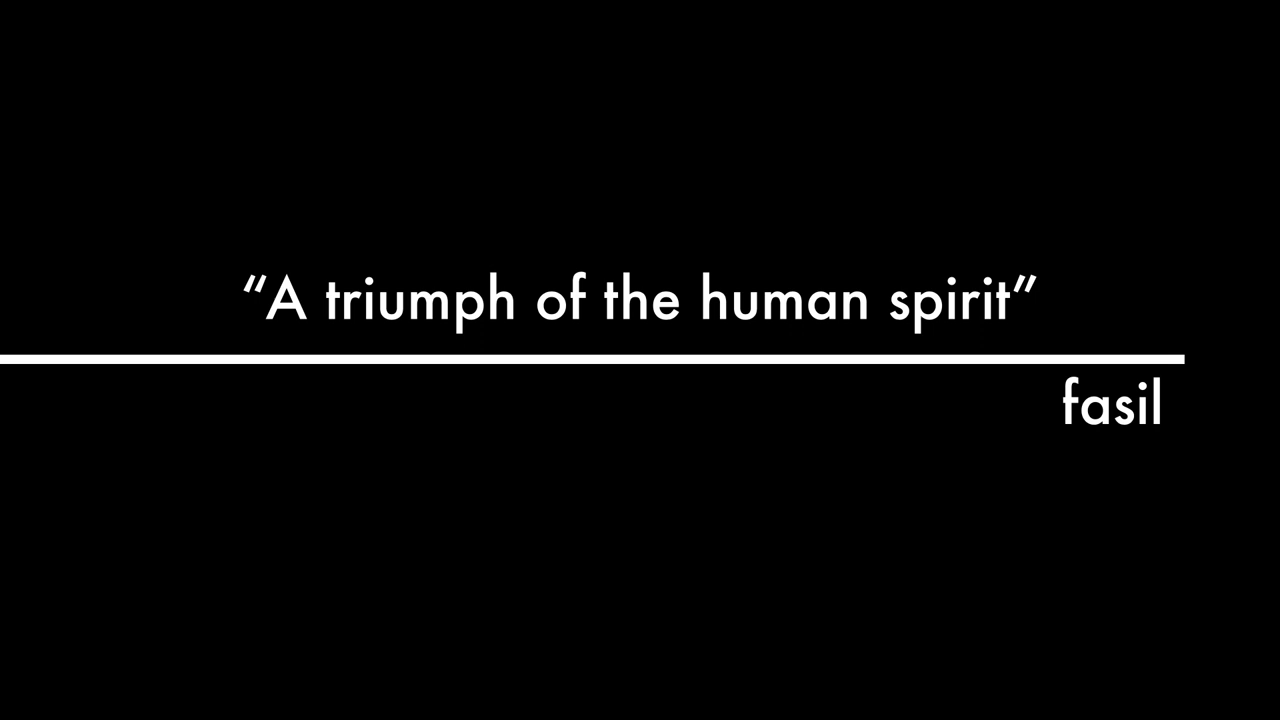 “A triumph of the human spirit”
fasil